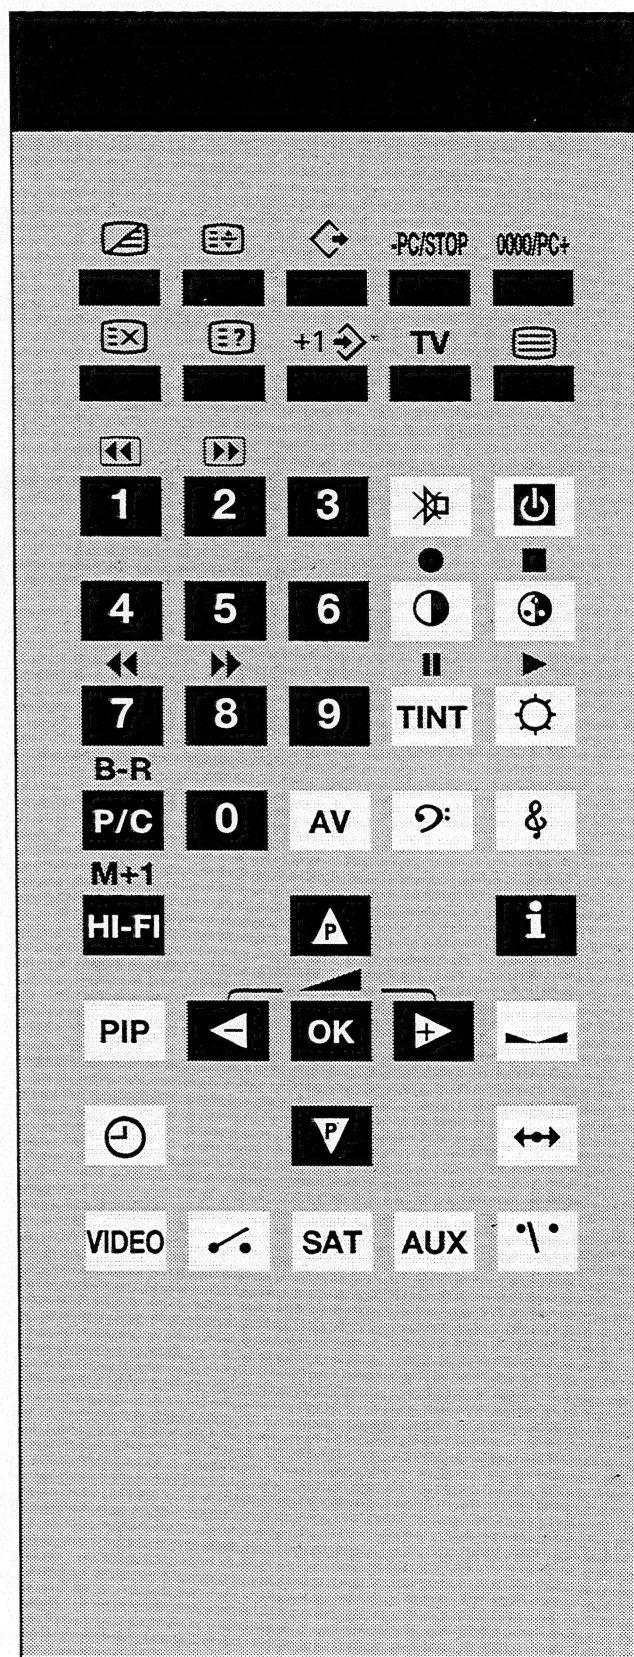 -PC/STOP 0000/PC+
+1 TV
1 2 3
4 5 6
7 8 9 TINT
B-R
P/C 0 AV
M+1
HI-FI P i
PIP - OK +
P
VIDEO SAT AUX